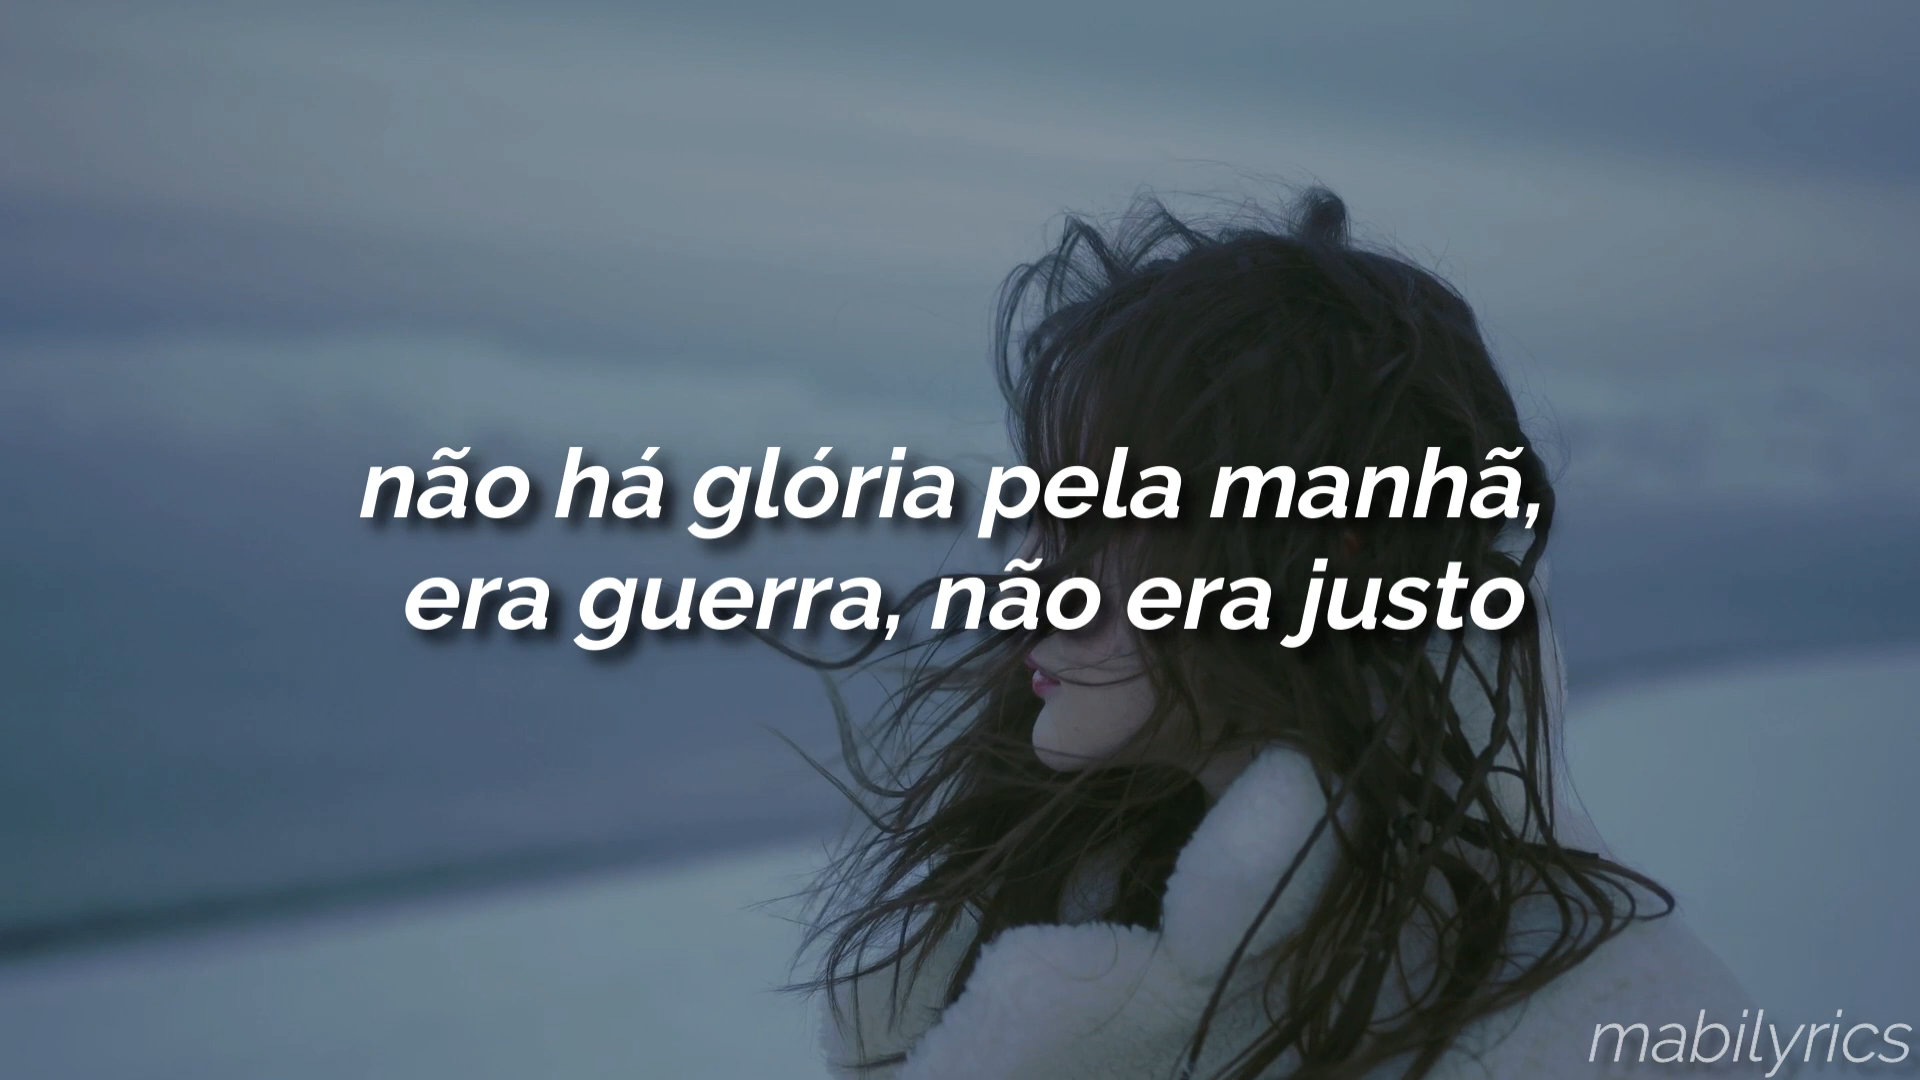 não há glória pela manhã,
era guerra, não era justo
mabilyrics